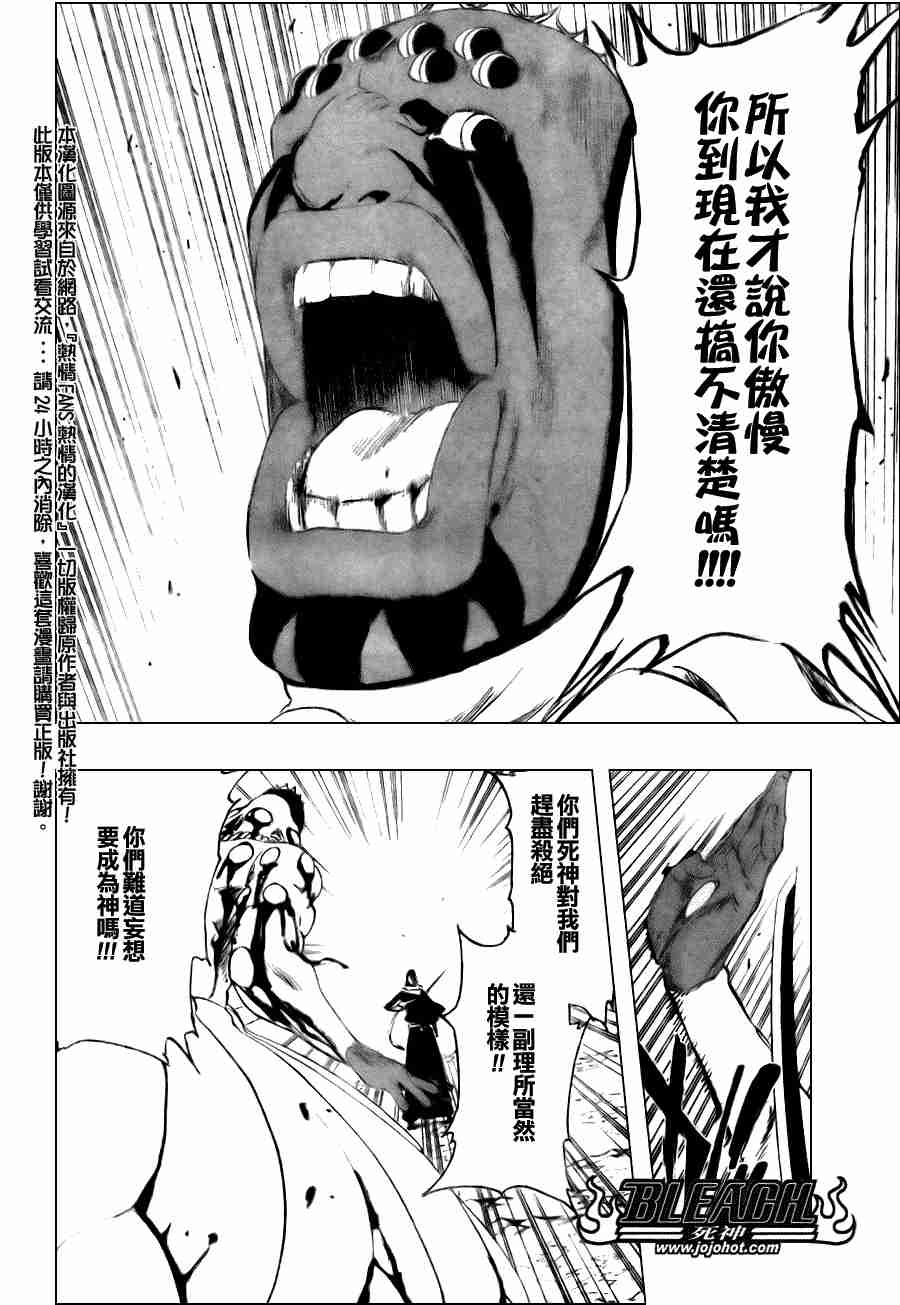 所以我才說你傲慢
你到現在還搞不清楚嗎!!!!
你們死神對我們
趕盡殺絕
還一副理所當然
的模樣!!
你們難道妄想
要成為神嗎!!!
本漢化圖源來自於網路,『熱情FANS熱情的漢化』一切版權歸原作者與出版社擁有!
此版本僅供學習試看交流...請24小時之內消除,喜歡這套漫畫請購買正版!謝謝。
BLEACH
死神
www.jojohot.com